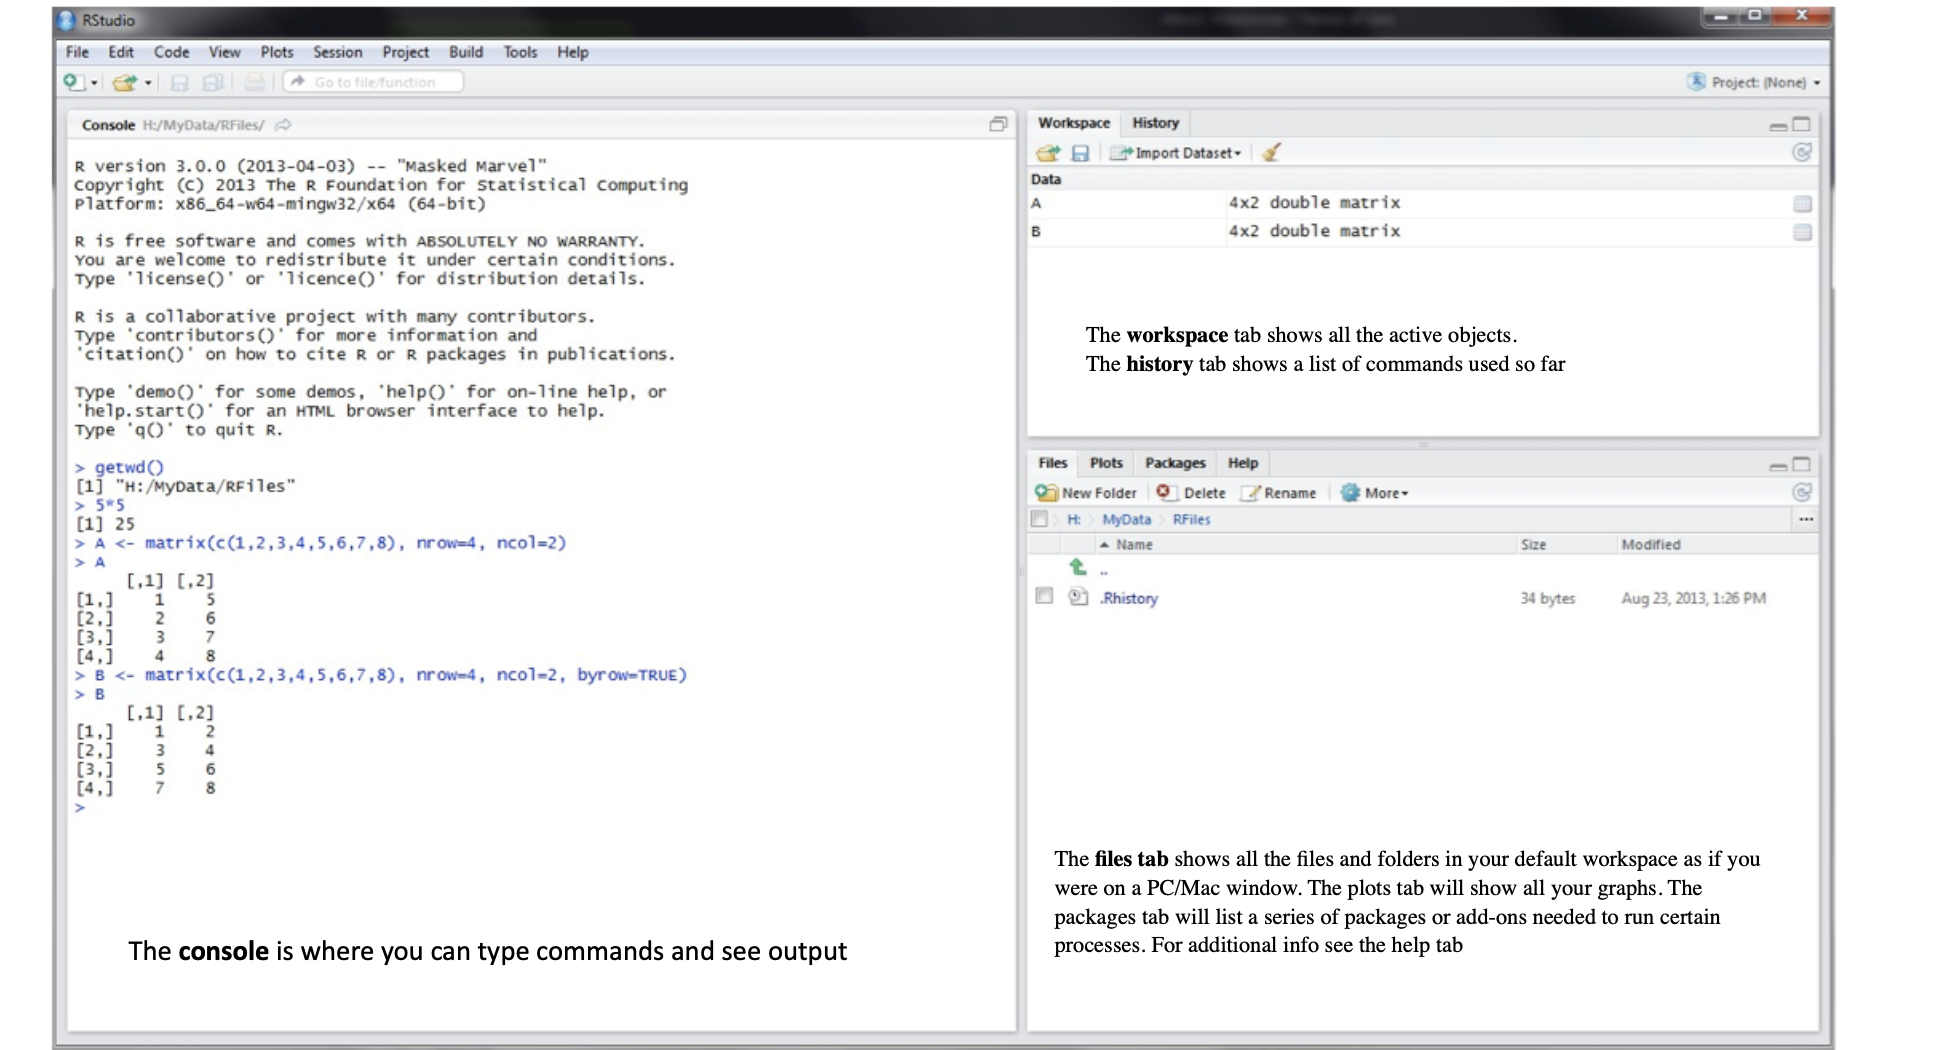 RStudio
File Edit Code View Plots Session Project Build Tools Help
Go to file/function
Project: (None)
Console H:/MyData/RFiles/
R version 3.0.0 (2013-04-03) -- "Masked Marvel"
Copyright (C) 2013 The R Foundation for Statistical Computing
Platform: x86_64-w64-mingw32/x64 (64-bit)
R is free software and comes with ABSOLUTELY NO WARRANTY.
You are welcome to redistribute it under certain conditions.
Type 'license()' or 'licence()' for distribution details.
R is a collaborative project with many contributors.
Type 'contributors()' for more information and
'citation()' on how to cite R or R packages in publications.
Type 'demo()' for some demos, 'help()' for on-line help, or
'help.start()' for an HTML browser interface to help.
Type 'q()' to quit R.
> getwd()
[1] "H:/MyData/RFiles"
> 5*5
[1] 25
> A <- matrix(c(1,2,3,4,5,6,7,8), nrow=4, ncol=2)
> A
[,1] [,2]
[1,] 1 5
[2,] 2 6
[3,] 3 7
[4,] 4 8
> B <- matrix(c(1,2,3,4,5,6,7,8), nrow=4, ncol=2, byrow=TRUE)
> B
[,1] [,2]
[1,] 1 2
[2,] 3 4
[3,] 5 6
[4,] 7 8
>
The console is where you can type commands and see output
Workspace History
Import Dataset
Data
A 4x2 double matrix
B 4x2 double matrix
The workspace tab shows all the active objects.
The history tab shows a list of commands used so far
Files Plots Packages Help
New Folder Delete Rename More
H: MyData RFiles ...
Name Size Modified
..
.Rhistory 34 bytes Aug 23, 2013, 1:26 PM
The files tab shows all the files and folders in your default workspace as if you
were on a PC/Mac window. The plots tab will show all your graphs. The
packages tab will list a series of packages or add-ons needed to run certain
processes. For additional info see the help tab